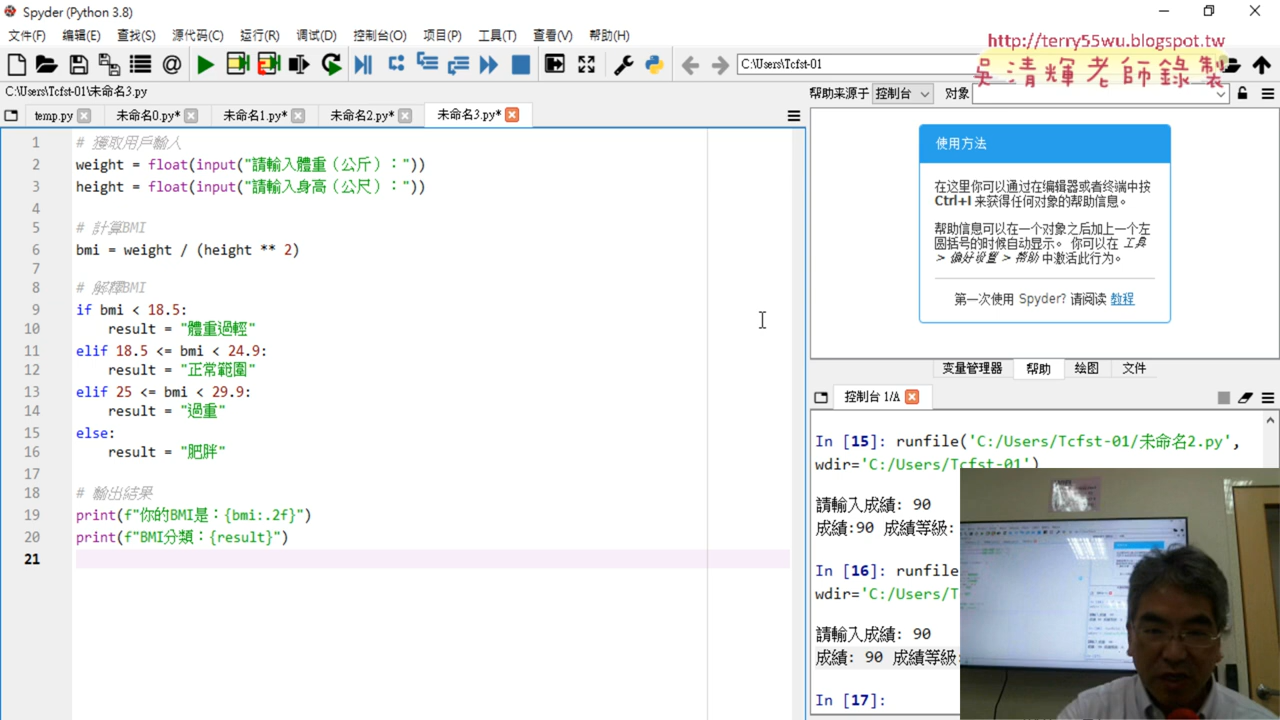 Spyder (Python 3.8)
文件(F) 编辑(E) 查找(S) 源代码(C) 运行(R) 调试(D) 控制台(O) 项目(P) 工具(T) 查看(V) 帮助(H)
http://terry55wu.blogspot.tw
吳清輝老師錄製
C:\Users\Tcfst-01
C:\Users\Tcfst-01\未命名3.py
帮助来源于 控制台 对象
temp.py 未命名0.py* 未命名1.py* 未命名2.py* 未命名3.py*
1 # 獲取用戶輸入
2 weight = float(input("請輸入體重（公斤）："))
3 height = float(input("請輸入身高（公尺）："))
4
5 # 計算BMI
6 bmi = weight / (height ** 2)
7
8 # 解釋BMI
9 if bmi < 18.5:
10 result = "體重過輕"
11 elif 18.5 <= bmi < 24.9:
12 result = "正常範圍"
13 elif 25 <= bmi < 29.9:
14 result = "過重"
15 else:
16 result = "肥胖"
17
18 # 輸出結果
19 print(f"你的BMI是：{bmi:.2f}")
20 print(f"BMI分類：{result}")
21
使用方法
在这里你可以通过在编辑器或者终端中按
Ctrl+I 来获得任何对象的帮助信息。
帮助信息可以在一个对象之后加上一个左
圆括号的时候自动显示。 你可以在 工具
> 偏好设置 > 帮助 中激活此行为。
第一次使用 Spyder? 请阅读 教程
变量管理器 帮助 绘图 文件
控制台 1/A
In [15]: runfile('C:/Users/Tcfst-01/未命名2.py',
wdir='C:/Users/Tcfst-01')
請輸入成績: 90
成績:90 成績等級:
In [16]: runfile
wdir='C:/Users/T
請輸入成績: 90
成績: 90 成績等級:
In [17]: